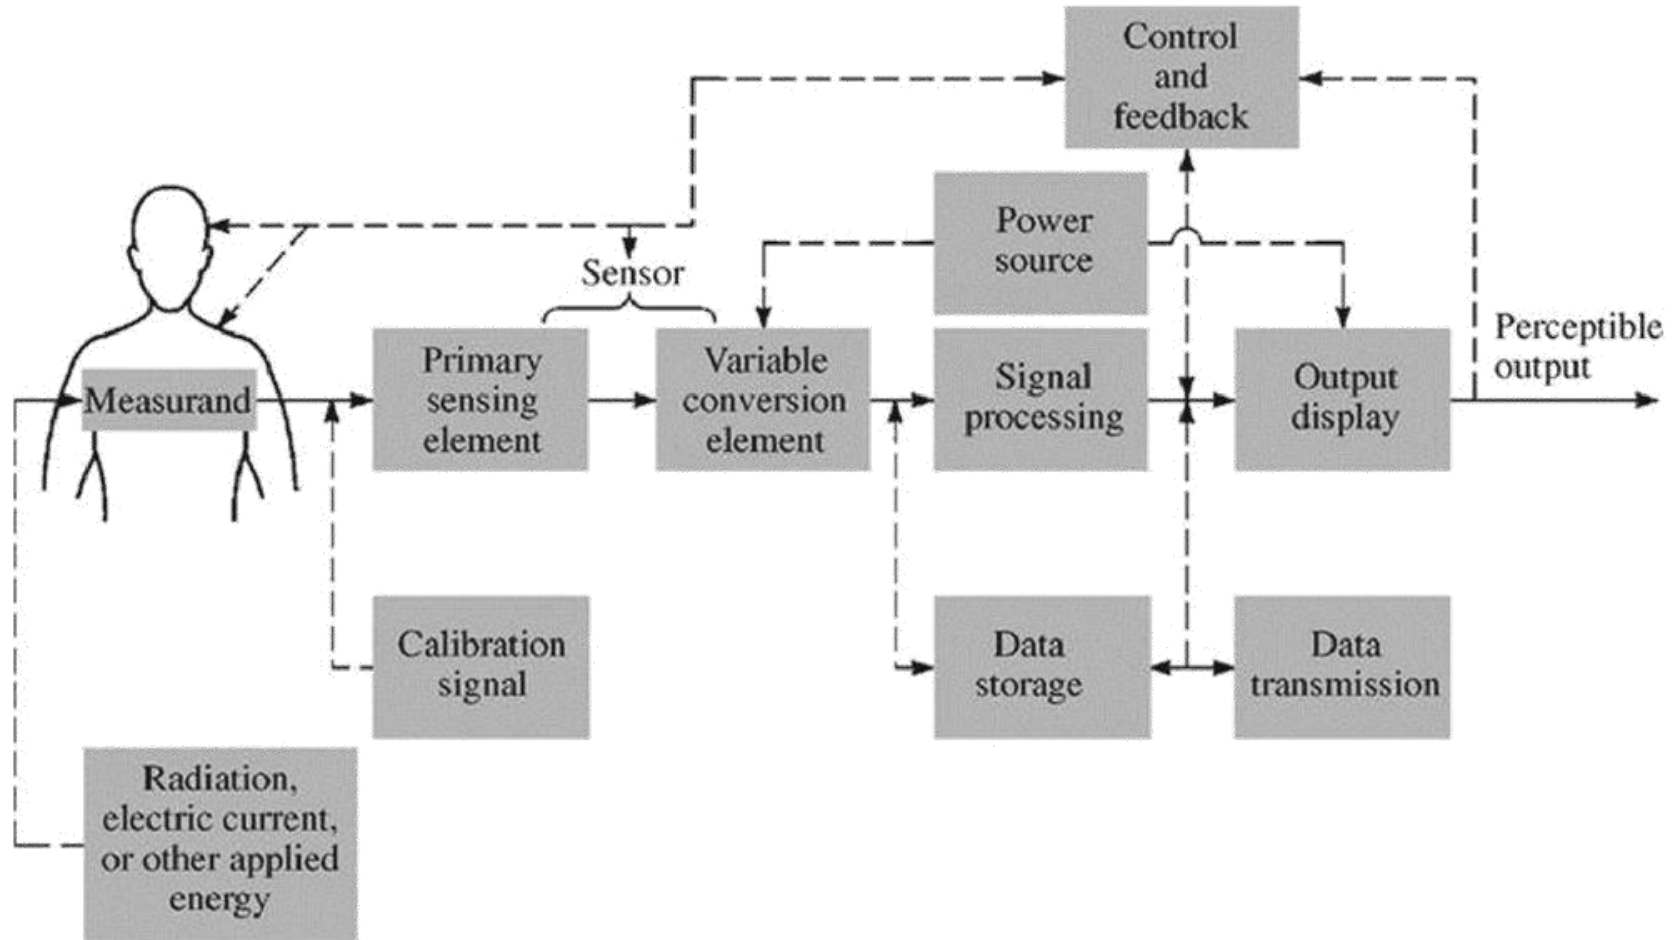 Control
and
feedback
Power
source
Sensor
Perceptible
output
Measurand
Primary
sensing
element
Variable
conversion
element
Signal
processing
Output
display
Calibration
signal
Data
storage
Data
transmission
Radiation,
electric current,
or other applied
energy